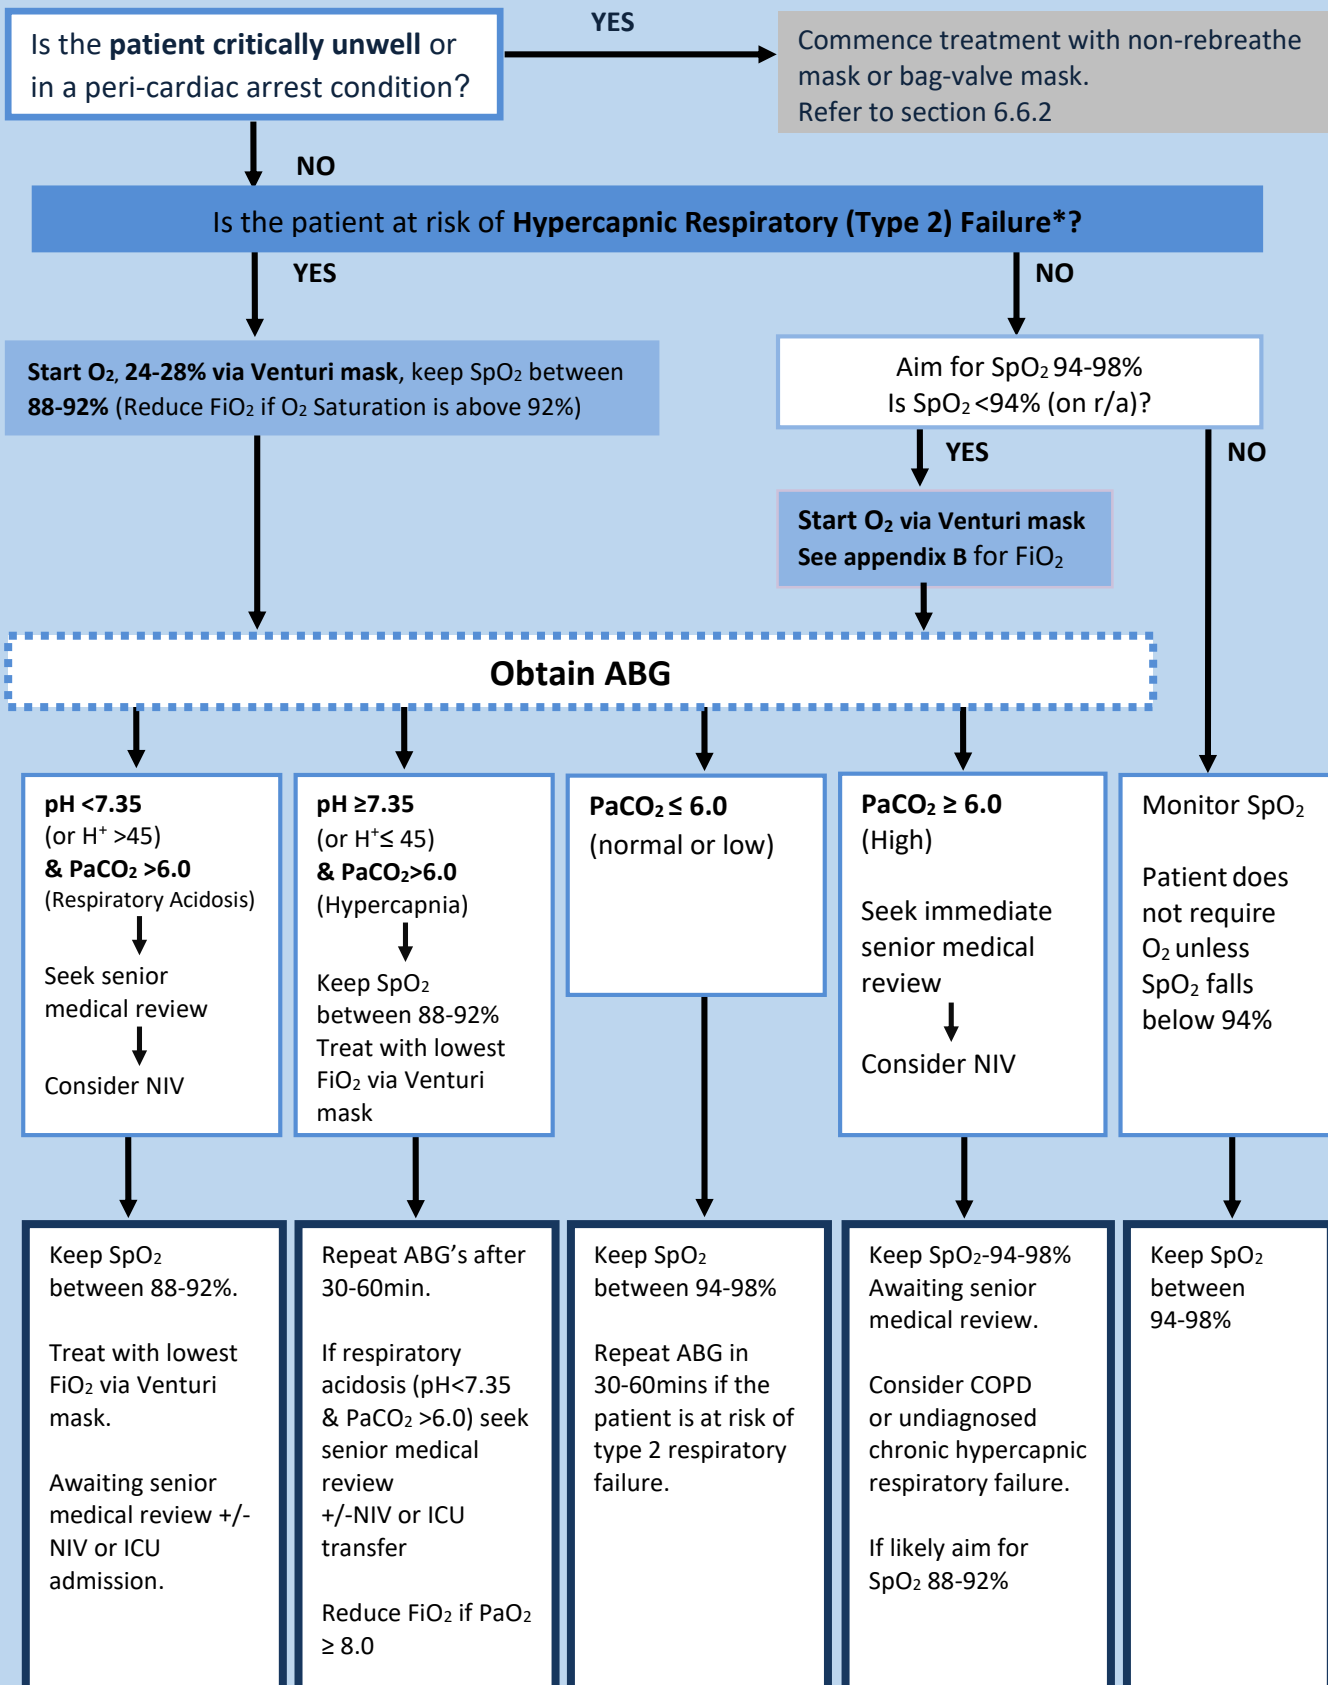 Is the patient critically unwell or
in a peri-cardiac arrest condition?
YES
Commence treatment with non-rebreathe
mask or bag-valve mask.
Refer to section 6.6.2
NO
Is the patient at risk of Hypercapnic Respiratory (Type 2) Failure*?
YES
NO
Start O₂, 24-28% via Venturi mask, keep SpO₂ between
88-92% (Reduce FiO₂ if O₂ Saturation is above 92%)
Aim for SpO₂ 94-98%
Is SpO₂ <94% (on r/a)?
YES
NO
Start O₂ via Venturi mask
See appendix B for FiO₂
Obtain ABG
pH <7.35
(or H⁺ >45)
& PaCO₂ >6.0
(Respiratory Acidosis)
Seek senior
medical review
Consider NIV
pH ≥7.35
(or H⁺≤ 45)
& PaCO₂>6.0
(Hypercapnia)
Keep SpO₂
between 88-92%
Treat with lowest
FiO₂ via Venturi
mask
PaCO₂ ≤ 6.0
(normal or low)
PaCO₂ ≥ 6.0
(High)
Seek immediate
senior medical
review
Consider NIV
Monitor SpO₂
Patient does
not require
O₂ unless
SpO₂ falls
below 94%
Keep SpO₂
between 88-92%.
Treat with lowest
FiO₂ via Venturi
mask.
Awaiting senior
medical review +/-
NIV or ICU
admission.
Repeat ABG's after
30-60min.
If respiratory
acidosis (pH<7.35
& PaCO₂ >6.0) seek
senior medical
review
+/-NIV or ICU
transfer
Reduce FiO₂ if PaO₂
≥ 8.0
Keep SpO₂
between 94-98%
Repeat ABG in
30-60mins if the
patient is at risk of
type 2 respiratory
failure.
Keep SpO₂-94-98%
Awaiting senior
medical review.
Consider COPD
or undiagnosed
chronic hypercapnic
respiratory failure.
If likely aim for
SpO₂ 88-92%
Keep SpO₂
between
94-98%